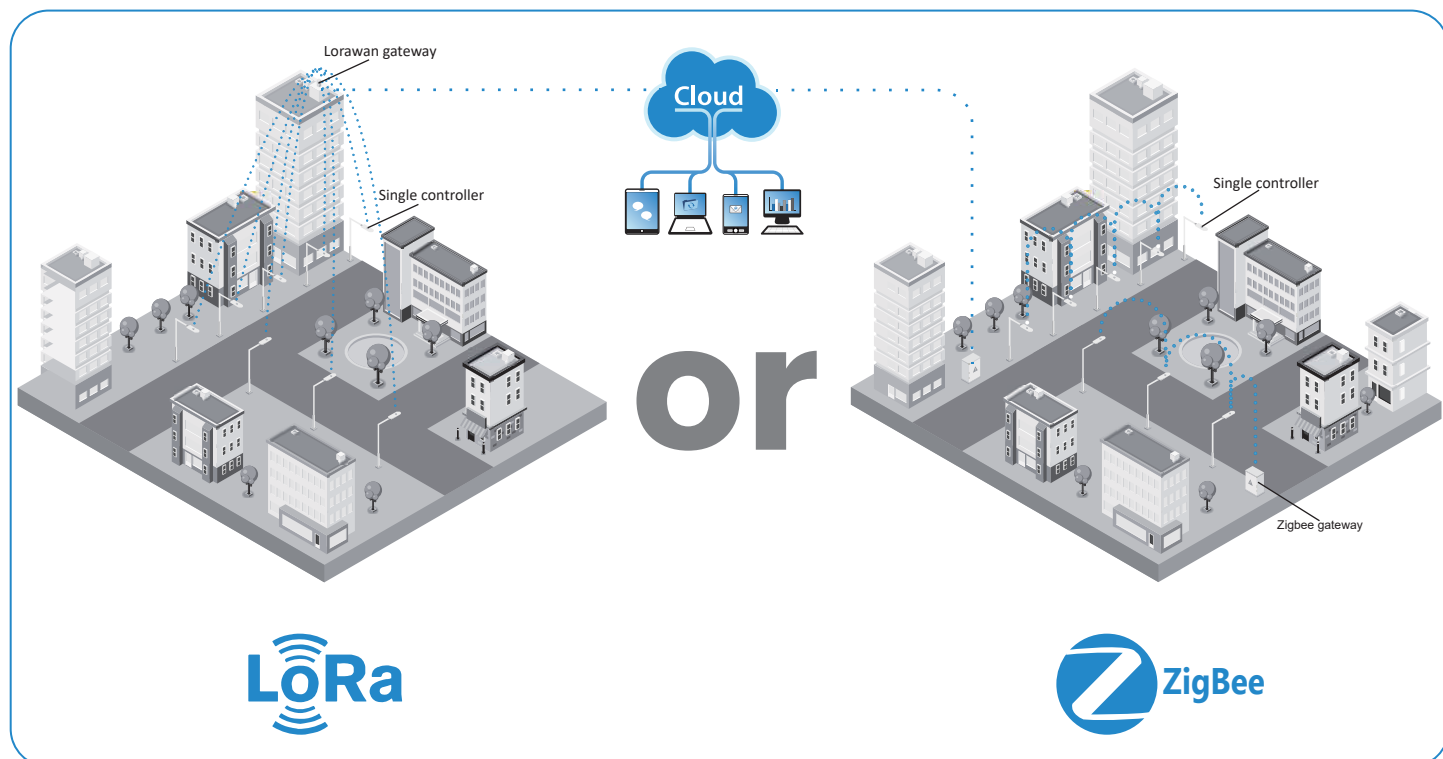 Lorawan gateway
Cloud
Single controller
Single controller
or
Zigbee gateway
LoRa
ZigBee